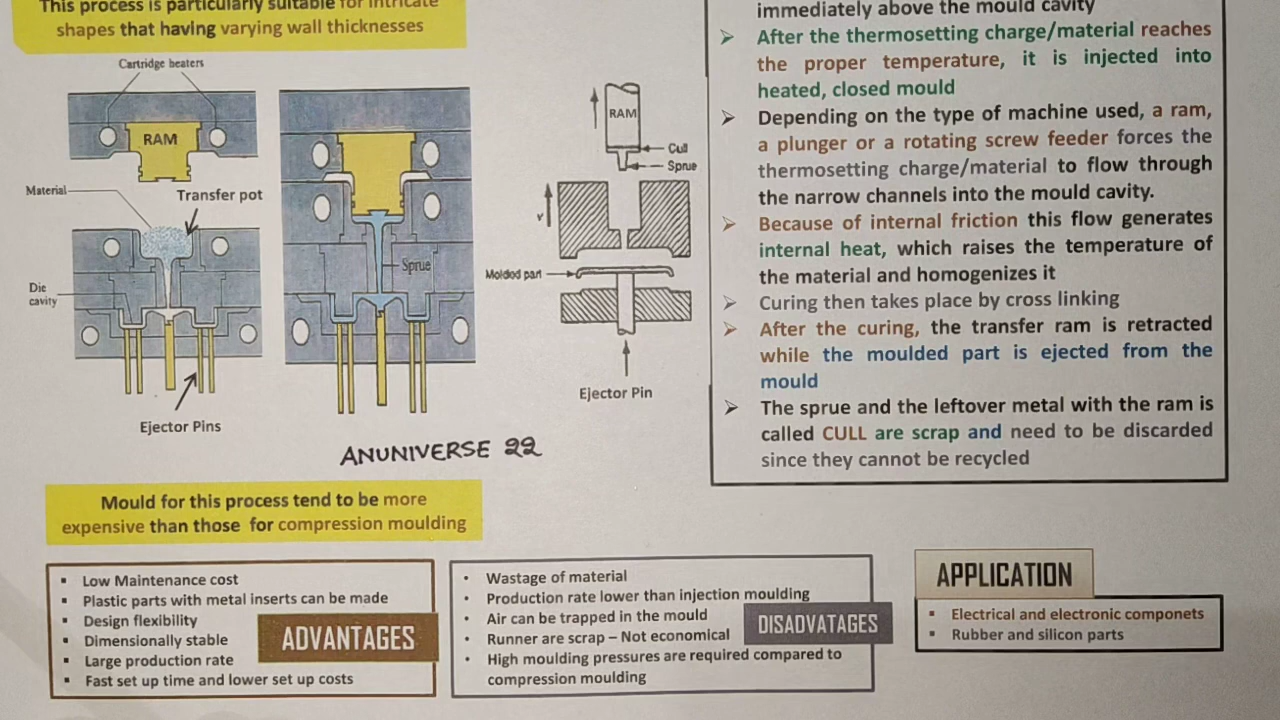 This process is particularly suitable for intricate
shapes that having varying wall thicknesses
Cartridge heaters
RAM
Material
Transfer pot
Die
cavity
Ejector Pins
Sprue
RAM
Cull
Sprue
v
Molded part
Ejector Pin
ANUNIVERSE 22
immediately above the mould cavity
➢ After the thermosetting charge/material reaches
the proper temperature, it is injected into
heated, closed mould
➢ Depending on the type of machine used, a ram,
a plunger or a rotating screw feeder forces the
thermosetting charge/material to flow through
the narrow channels into the mould cavity.
➢ Because of internal friction this flow generates
internal heat, which raises the temperature of
the material and homogenizes it
➢ Curing then takes place by cross linking
➢ After the curing, the transfer ram is retracted
while the moulded part is ejected from the
mould
➢ The sprue and the leftover metal with the ram is
called CULL are scrap and need to be discarded
since they cannot be recycled
Mould for this process tend to be more
expensive than those for compression moulding
▪ Low Maintenance cost
▪ Plastic parts with metal inserts can be made
▪ Design flexibility
▪ Dimensionally stable
▪ Large production rate
▪ Fast set up time and lower set up costs
ADVANTAGES
• Wastage of material
• Production rate lower than injection moulding
• Air can be trapped in the mould
• Runner are scrap – Not economical
• High moulding pressures are required compared to
compression moulding
DISADVATAGES
APPLICATION
▪ Electrical and electronic componets
▪ Rubber and silicon parts